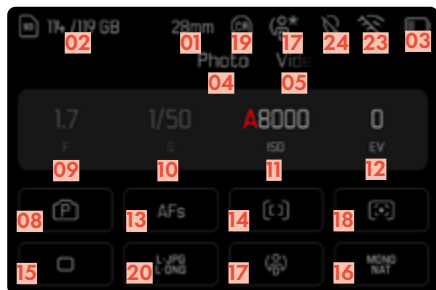 114 /119 GB 28mm
02 01 19 17 24 23 03
Photo Vide
04 05
1.7 1/50 A8000 0
F S ISO EV
09 10 11 12
P AFs
08 13 14 18
L-JPG MONO
L-DNG NAT
15 20 17 16